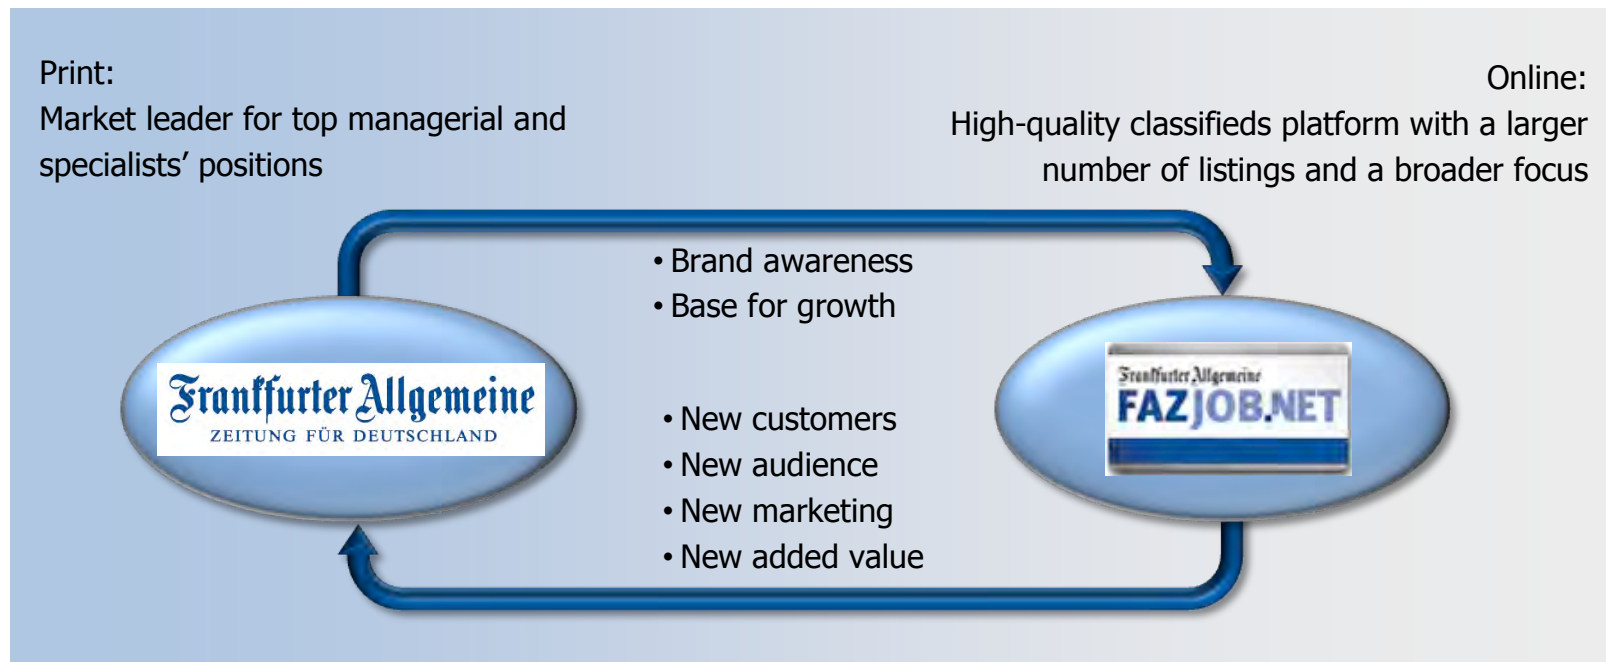 Print:
Market leader for top managerial and
specialists’ positions
Online:
High-quality classifieds platform with a larger
number of listings and a broader focus
• Brand awareness
• Base for growth
Frankfurter Allgemeine
ZEITUNG FÜR DEUTSCHLAND
Frankfurter Allgemeine
FAZJOB.NET
• New customers
• New audience
• New marketing
• New added value